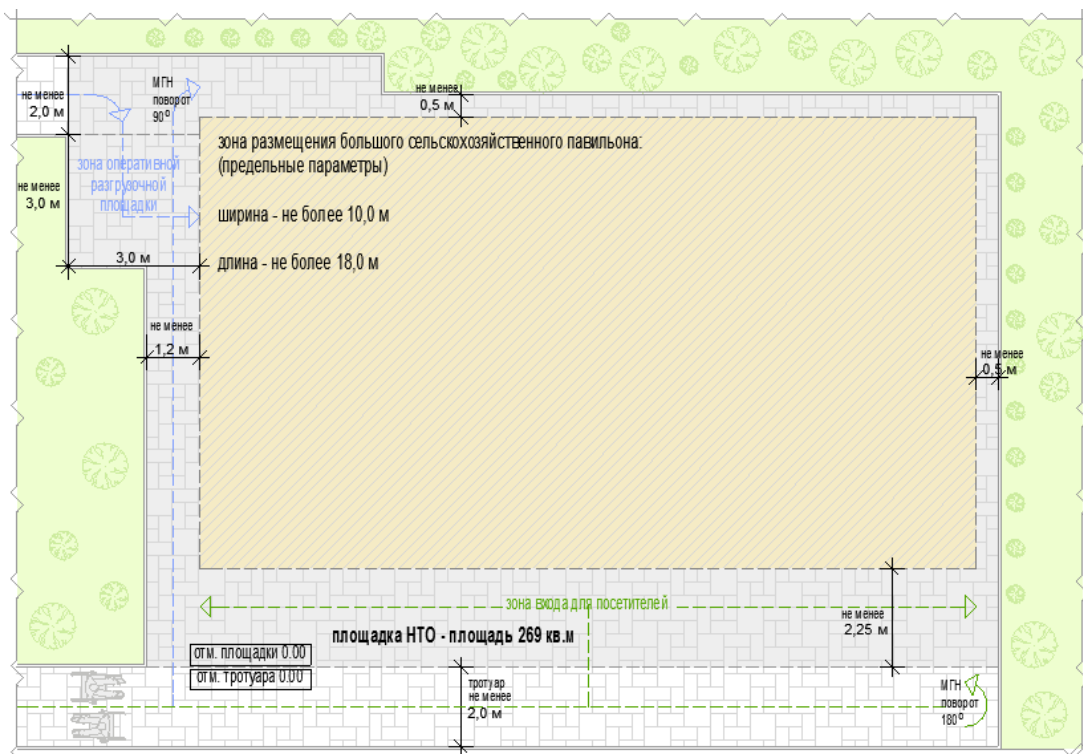 не менее
2,0 м
МГН
поворот
90°
не менее
0,5 м
зона размещения большого сельскохозяйственного павильона:
(предельные параметры)
ширина - не более 10,0 м
длина - не более 18,0 м
зона оперативной
разгрузочной
площадки
не менее
3,0 м
3,0 м
не менее
1,2 м
не менее
0,5 м
зона входа для посетителей
не менее
2,25 м
площадка НТО - площадь 269 кв.м
отм. площадки 0.00
отм. тротуара 0.00
тротуар
не менее
2,0 м
МГН
поворот
180°